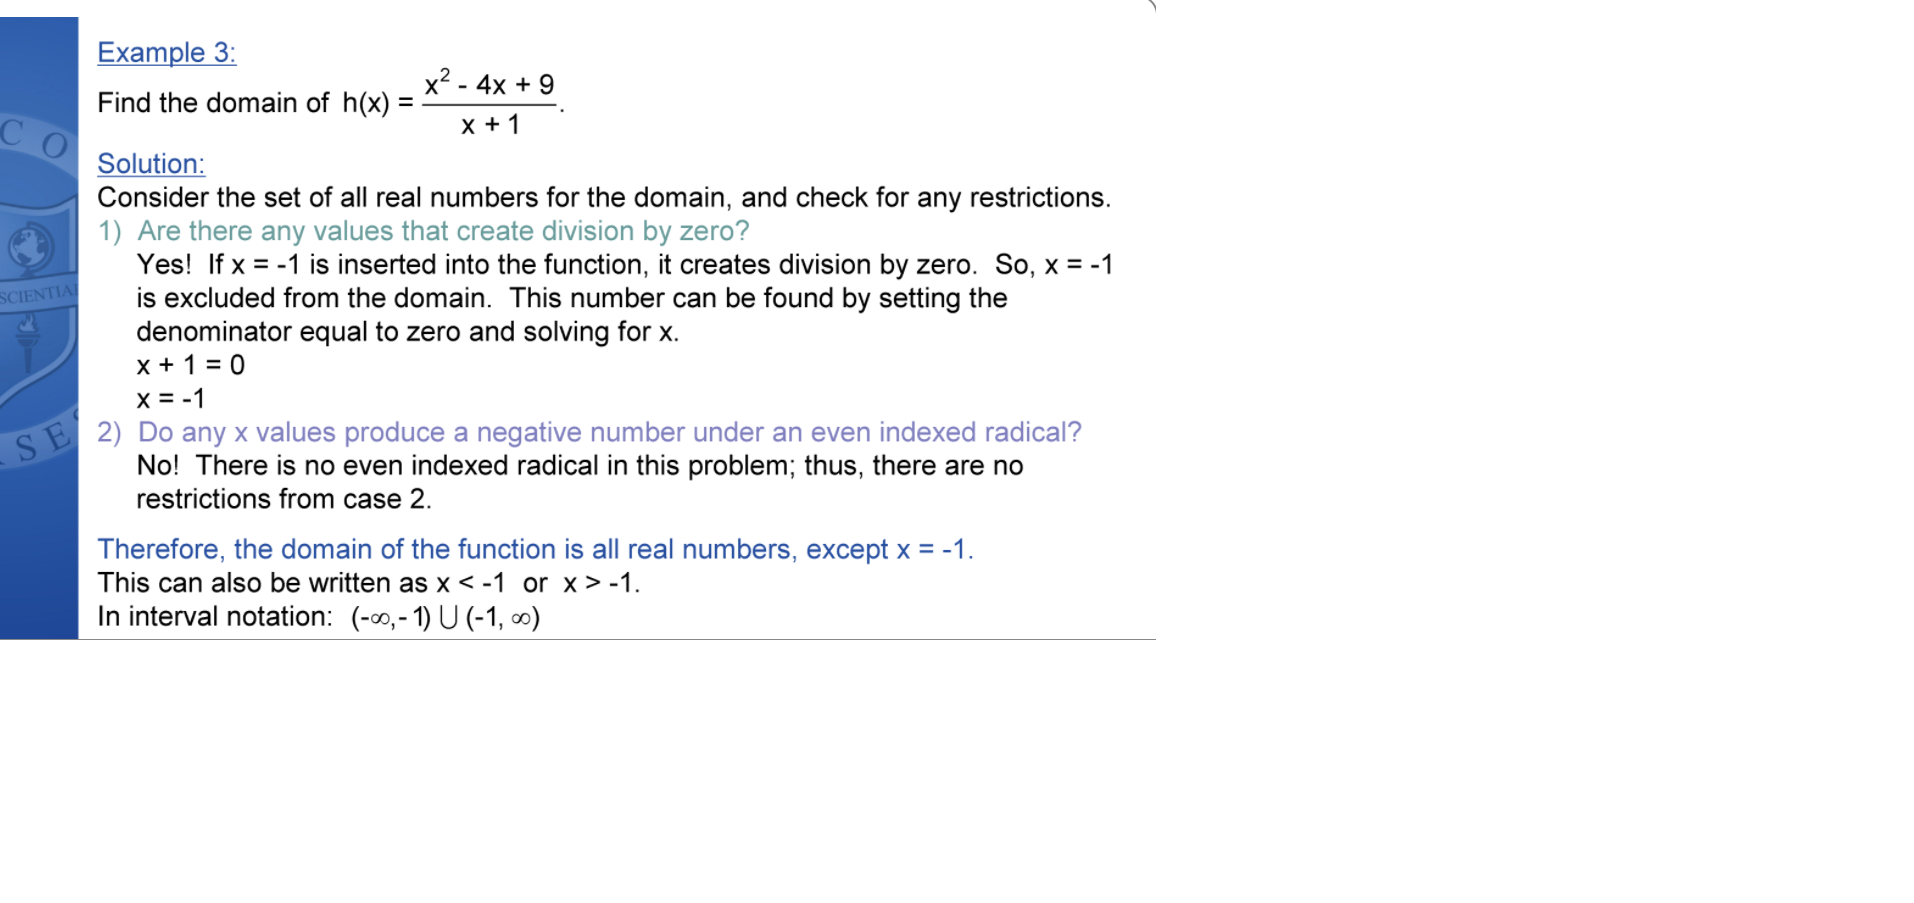 Example 3:
Find the domain of h(x) = x² - 4x + 9 / x + 1 .
Solution:
Consider the set of all real numbers for the domain, and check for any restrictions.
1) Are there any values that create division by zero?
Yes! If x = -1 is inserted into the function, it creates division by zero. So, x = -1
is excluded from the domain. This number can be found by setting the
denominator equal to zero and solving for x.
x + 1 = 0
x = -1
2) Do any x values produce a negative number under an even indexed radical?
No! There is no even indexed radical in this problem; thus, there are no
restrictions from case 2.
Therefore, the domain of the function is all real numbers, except x = -1.
This can also be written as x < -1 or x > -1.
In interval notation: (-∞,- 1) ∪ (-1, ∞)
C O
SCIENTIA
S E